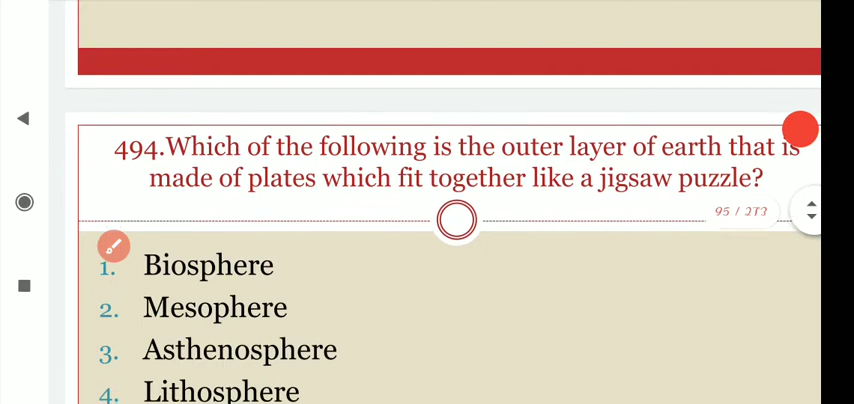 494.Which of the following is the outer layer of earth that is
made of plates which fit together like a jigsaw puzzle?
95 / 273
1. Biosphere
2. Mesophere
3. Asthenosphere
4. Lithosphere